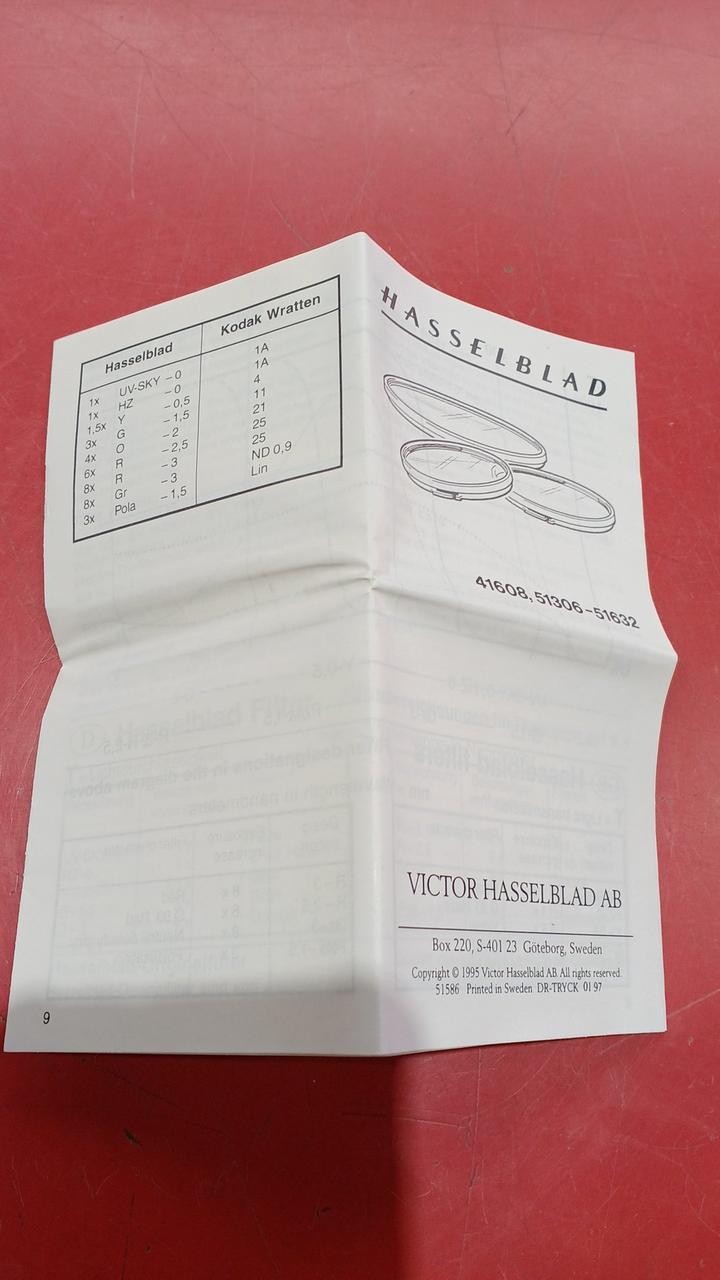 Hasselblad Kodak Wratten
1x UV-SKY –0 1A
1x HZ –0 1A
1,5x Y –0,5 4
3x G –1,5 11
4x O –2 21
6x R –2,5 25
8x R –3 25
8x Gr –3 ND 0,9
3x Pola –1,5 Lin
9
HASSELBLAD
41608, 51306–51632
VICTOR HASSELBLAD AB
Box 220, S-401 23 Göteborg, Sweden
Copyright © 1995 Victor Hasselblad AB. All rights reserved.
51586 Printed in Sweden DR-TRYCK 01 97